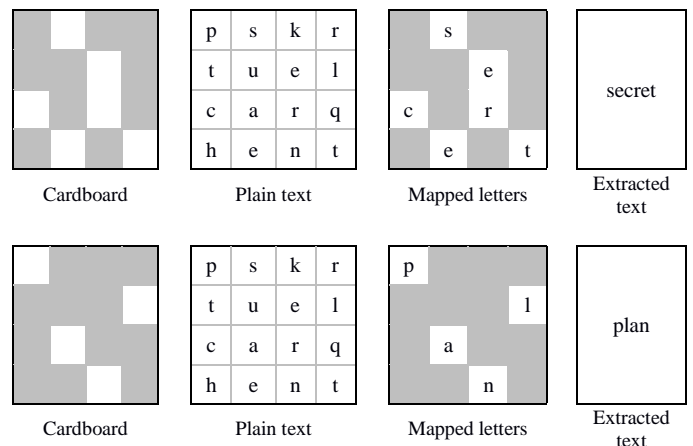 p s k r s
t u e l e
c a r q c r secret
h e n t e t
Cardboard Plain text Mapped letters Extracted
text
p s k r p
t u e l l
c a r q a plan
h e n t n
Cardboard Plain text Mapped letters Extracted
text